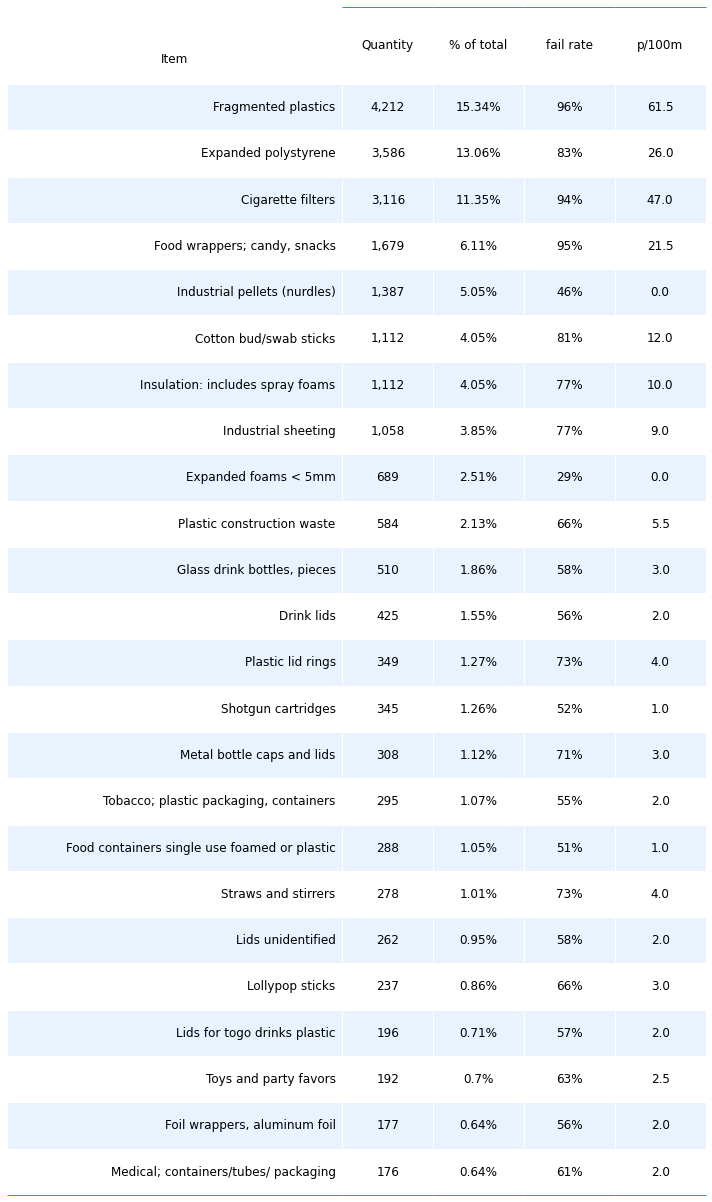 Item Quantity % of total fail rate p/100m
Fragmented plastics 4,212 15.34% 96% 61.5
Expanded polystyrene 3,586 13.06% 83% 26.0
Cigarette filters 3,116 11.35% 94% 47.0
Food wrappers; candy, snacks 1,679 6.11% 95% 21.5
Industrial pellets (nurdles) 1,387 5.05% 46% 0.0
Cotton bud/swab sticks 1,112 4.05% 81% 12.0
Insulation: includes spray foams 1,112 4.05% 77% 10.0
Industrial sheeting 1,058 3.85% 77% 9.0
Expanded foams < 5mm 689 2.51% 29% 0.0
Plastic construction waste 584 2.13% 66% 5.5
Glass drink bottles, pieces 510 1.86% 58% 3.0
Drink lids 425 1.55% 56% 2.0
Plastic lid rings 349 1.27% 73% 4.0
Shotgun cartridges 345 1.26% 52% 1.0
Metal bottle caps and lids 308 1.12% 71% 3.0
Tobacco; plastic packaging, containers 295 1.07% 55% 2.0
Food containers single use foamed or plastic 288 1.05% 51% 1.0
Straws and stirrers 278 1.01% 73% 4.0
Lids unidentified 262 0.95% 58% 2.0
Lollypop sticks 237 0.86% 66% 3.0
Lids for togo drinks plastic 196 0.71% 57% 2.0
Toys and party favors 192 0.7% 63% 2.5
Foil wrappers, aluminum foil 177 0.64% 56% 2.0
Medical; containers/tubes/ packaging 176 0.64% 61% 2.0